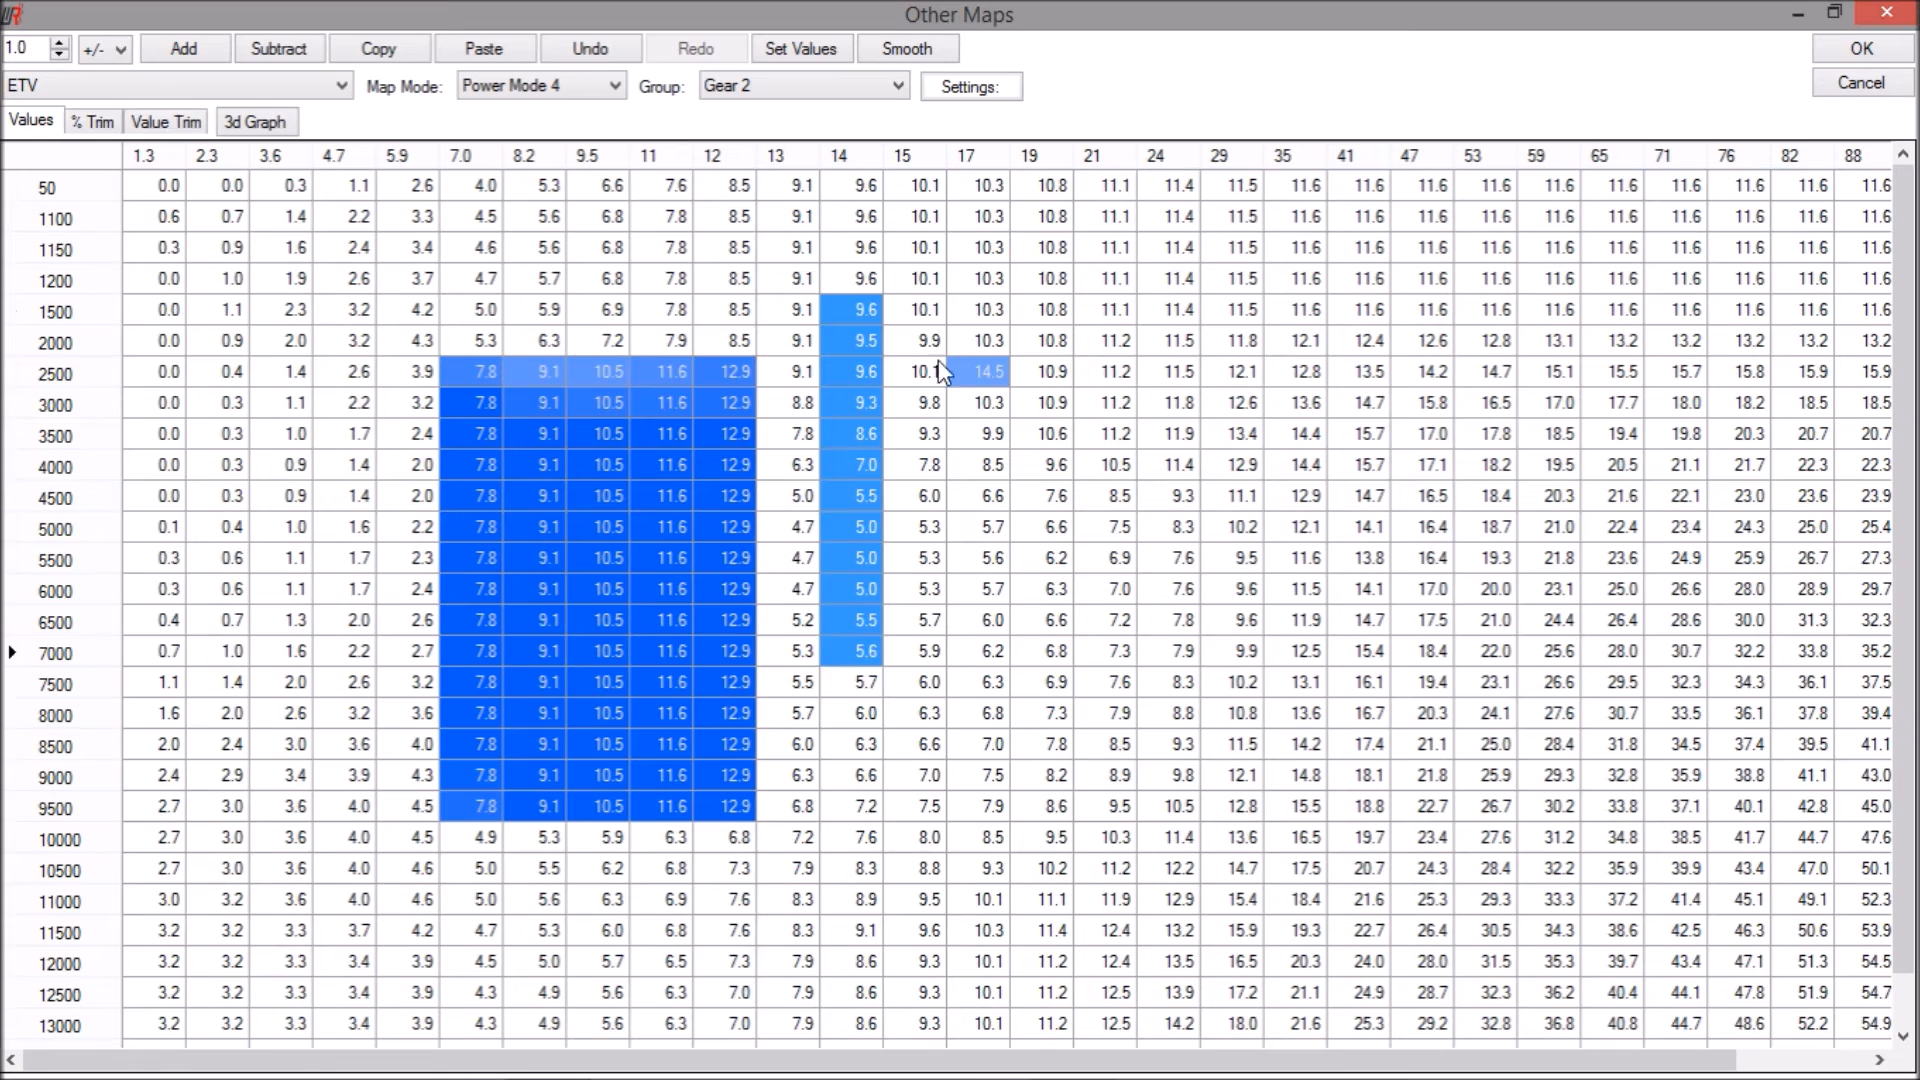 Other Maps
1.0 +/- Add Subtract Copy Paste Undo Redo Set Values Smooth OK
ETV Map Mode: Power Mode 4 Group: Gear 2 Settings: Cancel
Values % Trim Value Trim 3d Graph
1.3 2.3 3.6 4.7 5.9 7.0 8.2 9.5 11 12 13 14 15 17 19 21 24 29 35 41 47 53 59 65 71 76 82 88
50 0.0 0.0 0.3 1.1 2.6 4.0 5.3 6.6 7.6 8.5 9.1 9.6 10.1 10.3 10.8 11.1 11.4 11.5 11.6 11.6 11.6 11.6 11.6 11.6 11.6 11.6 11.6 11.6
1100 0.6 0.7 1.4 2.2 3.3 4.5 5.6 6.8 7.8 8.5 9.1 9.6 10.1 10.3 10.8 11.1 11.4 11.5 11.6 11.6 11.6 11.6 11.6 11.6 11.6 11.6 11.6 11.6
1150 0.3 0.9 1.6 2.4 3.4 4.6 5.6 6.8 7.8 8.5 9.1 9.6 10.1 10.3 10.8 11.1 11.4 11.5 11.6 11.6 11.6 11.6 11.6 11.6 11.6 11.6 11.6 11.6
1200 0.0 1.0 1.9 2.6 3.7 4.7 5.7 6.8 7.8 8.5 9.1 9.6 10.1 10.3 10.8 11.1 11.4 11.5 11.6 11.6 11.6 11.6 11.6 11.6 11.6 11.6 11.6 11.6
1500 0.0 1.1 2.3 3.2 4.2 5.0 5.9 6.9 7.8 8.5 9.1 9.6 10.1 10.3 10.8 11.1 11.4 11.5 11.6 11.6 11.6 11.6 11.6 11.6 11.6 11.6 11.6 11.6
2000 0.0 0.9 2.0 3.2 4.3 5.3 6.3 7.2 7.9 8.5 9.1 9.5 9.9 10.3 10.8 11.2 11.5 11.8 12.1 12.4 12.6 12.8 13.1 13.2 13.2 13.2 13.2 13.2
2500 0.0 0.4 1.4 2.6 3.9 7.8 9.1 10.5 11.6 12.9 9.1 9.6 10.1 14.5 10.9 11.2 11.5 12.1 12.8 13.5 14.2 14.7 15.1 15.5 15.7 15.8 15.9 15.9
3000 0.0 0.3 1.1 2.2 3.2 7.8 9.1 10.5 11.6 12.9 8.8 9.3 9.8 10.3 10.9 11.2 11.8 12.6 13.6 14.7 15.8 16.5 17.0 17.7 18.0 18.2 18.5 18.5
3500 0.0 0.3 1.0 1.7 2.4 7.8 9.1 10.5 11.6 12.9 7.8 8.6 9.3 9.9 10.6 11.2 11.9 13.4 14.4 15.7 17.0 17.8 18.5 19.4 19.8 20.3 20.7 20.7
4000 0.0 0.3 0.9 1.4 2.0 7.8 9.1 10.5 11.6 12.9 6.3 7.0 7.8 8.5 9.6 10.5 11.4 12.9 14.4 15.7 17.1 18.2 19.5 20.5 21.1 21.7 22.3 22.3
4500 0.0 0.3 0.9 1.4 2.0 7.8 9.1 10.5 11.6 12.9 5.0 5.5 6.0 6.6 7.6 8.5 9.3 11.1 12.9 14.7 16.5 18.4 20.3 21.6 22.1 23.0 23.6 23.9
5000 0.1 0.4 1.0 1.6 2.2 7.8 9.1 10.5 11.6 12.9 4.7 5.0 5.3 5.7 6.6 7.5 8.3 10.2 12.1 14.1 16.4 18.7 21.0 22.4 23.4 24.3 25.0 25.4
5500 0.3 0.6 1.1 1.7 2.3 7.8 9.1 10.5 11.6 12.9 4.7 5.0 5.3 5.6 6.2 6.9 7.6 9.5 11.6 13.8 16.4 19.3 21.8 23.6 24.9 25.9 26.7 27.3
6000 0.3 0.6 1.1 1.7 2.4 7.8 9.1 10.5 11.6 12.9 4.7 5.0 5.3 5.7 6.3 7.0 7.6 9.6 11.5 14.1 17.0 20.0 23.1 25.0 26.6 28.0 28.9 29.7
6500 0.4 0.7 1.3 2.0 2.6 7.8 9.1 10.5 11.6 12.9 5.2 5.5 5.7 6.0 6.6 7.2 7.8 9.6 11.9 14.7 17.5 21.0 24.4 26.4 28.6 30.0 31.3 32.3
7000 0.7 1.0 1.6 2.2 2.7 7.8 9.1 10.5 11.6 12.9 5.3 5.6 5.9 6.2 6.8 7.3 7.9 9.9 12.5 15.4 18.4 22.0 25.6 28.0 30.7 32.2 33.8 35.2
7500 1.1 1.4 2.0 2.6 3.2 7.8 9.1 10.5 11.6 12.9 5.5 5.7 6.0 6.3 6.9 7.6 8.3 10.2 13.1 16.1 19.4 23.1 26.6 29.5 32.3 34.3 36.1 37.5
8000 1.6 2.0 2.6 3.2 3.6 7.8 9.1 10.5 11.6 12.9 5.7 6.0 6.3 6.8 7.3 7.9 8.8 10.8 13.6 16.7 20.3 24.1 27.6 30.7 33.5 36.1 37.8 39.4
8500 2.0 2.4 3.0 3.6 4.0 7.8 9.1 10.5 11.6 12.9 6.0 6.3 6.6 7.0 7.8 8.5 9.3 11.5 14.2 17.4 21.1 25.0 28.4 31.8 34.5 37.4 39.5 41.1
9000 2.4 2.9 3.4 3.9 4.3 7.8 9.1 10.5 11.6 12.9 6.3 6.6 7.0 7.5 8.2 8.9 9.8 12.1 14.8 18.1 21.8 25.9 29.3 32.8 35.9 38.8 41.1 43.0
9500 2.7 3.0 3.6 4.0 4.5 7.8 9.1 10.5 11.6 12.9 6.8 7.2 7.5 7.9 8.6 9.5 10.5 12.8 15.5 18.8 22.7 26.7 30.2 33.8 37.1 40.1 42.8 45.0
10000 2.7 3.0 3.6 4.0 4.5 4.9 5.3 5.9 6.3 6.8 7.2 7.6 8.0 8.5 9.5 10.3 11.4 13.6 16.5 19.7 23.4 27.6 31.2 34.8 38.5 41.7 44.7 47.6
10500 2.7 3.0 3.6 4.0 4.6 5.0 5.5 6.2 6.8 7.3 7.9 8.3 8.8 9.3 10.2 11.2 12.2 14.7 17.5 20.7 24.3 28.4 32.2 35.9 39.9 43.4 47.0 50.1
11000 3.0 3.2 3.6 4.0 4.6 5.0 5.6 6.3 6.9 7.6 8.3 8.9 9.5 10.1 11.1 11.9 12.9 15.4 18.4 21.6 25.3 29.3 33.3 37.2 41.4 45.1 49.1 52.3
11500 3.2 3.2 3.3 3.7 4.2 4.7 5.3 6.0 6.8 7.6 8.3 9.1 9.6 10.3 11.4 12.4 13.2 15.9 19.3 22.7 26.4 30.5 34.3 38.6 42.5 46.3 50.6 53.9
12000 3.2 3.2 3.3 3.4 3.9 4.5 5.0 5.7 6.5 7.3 7.9 8.6 9.3 10.1 11.2 12.4 13.5 16.5 20.3 24.0 28.0 31.5 35.3 39.7 43.4 47.1 51.3 54.5
12500 3.2 3.2 3.3 3.4 3.9 4.3 4.9 5.6 6.3 7.0 7.9 8.6 9.3 10.1 11.2 12.5 13.9 17.2 21.1 24.9 28.7 32.3 36.2 40.4 44.1 47.8 51.9 54.7
13000 3.2 3.2 3.3 3.4 3.9 4.3 4.9 5.6 6.3 7.0 7.9 8.6 9.3 10.1 11.2 12.5 14.2 18.0 21.6 25.3 29.2 32.8 36.8 40.8 44.7 48.6 52.2 54.9